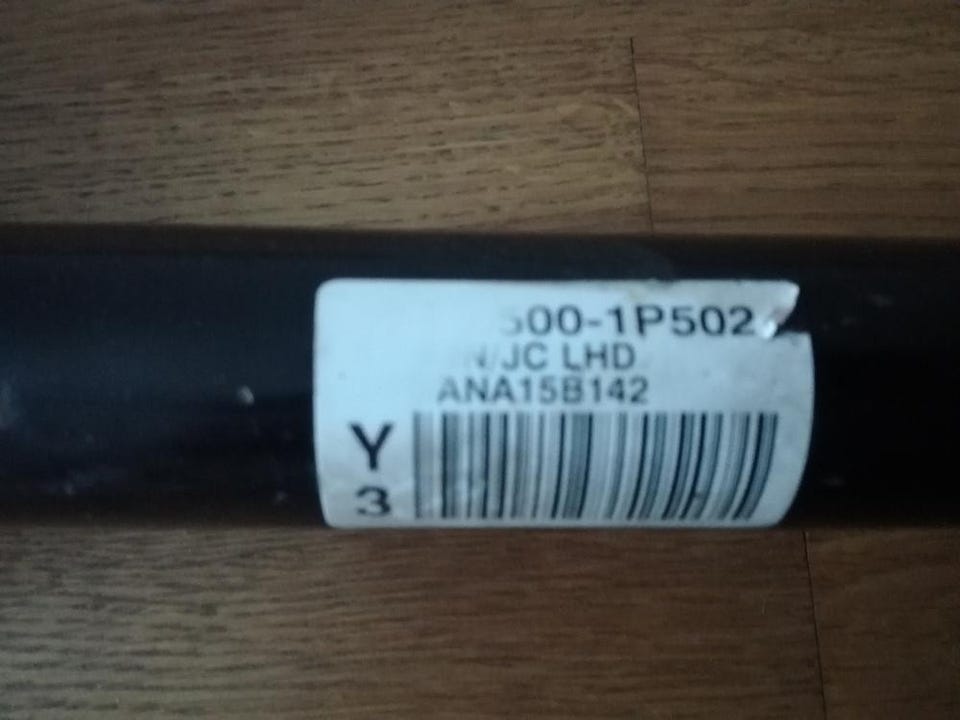 500-1P502
N/JC LHD
ANA15B142
Y
3